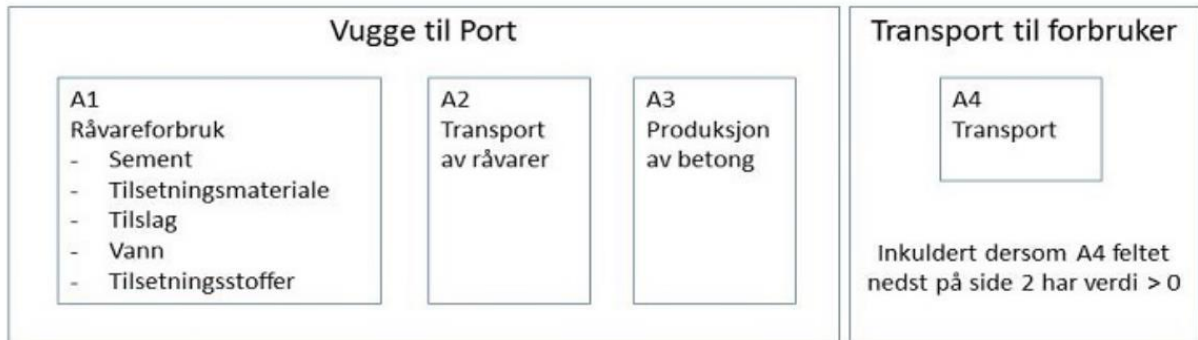 Vugge til Port
A1
Råvareforbruk
- Sement
- Tilsetningsmateriale
- Tilslag
- Vann
- Tilsetningsstoffer
A2
Transport
av råvarer
A3
Produksjon
av betong
Transport til forbruker
A4
Transport
Inkuldert dersom A4 feltet
nedst på side 2 har verdi > 0